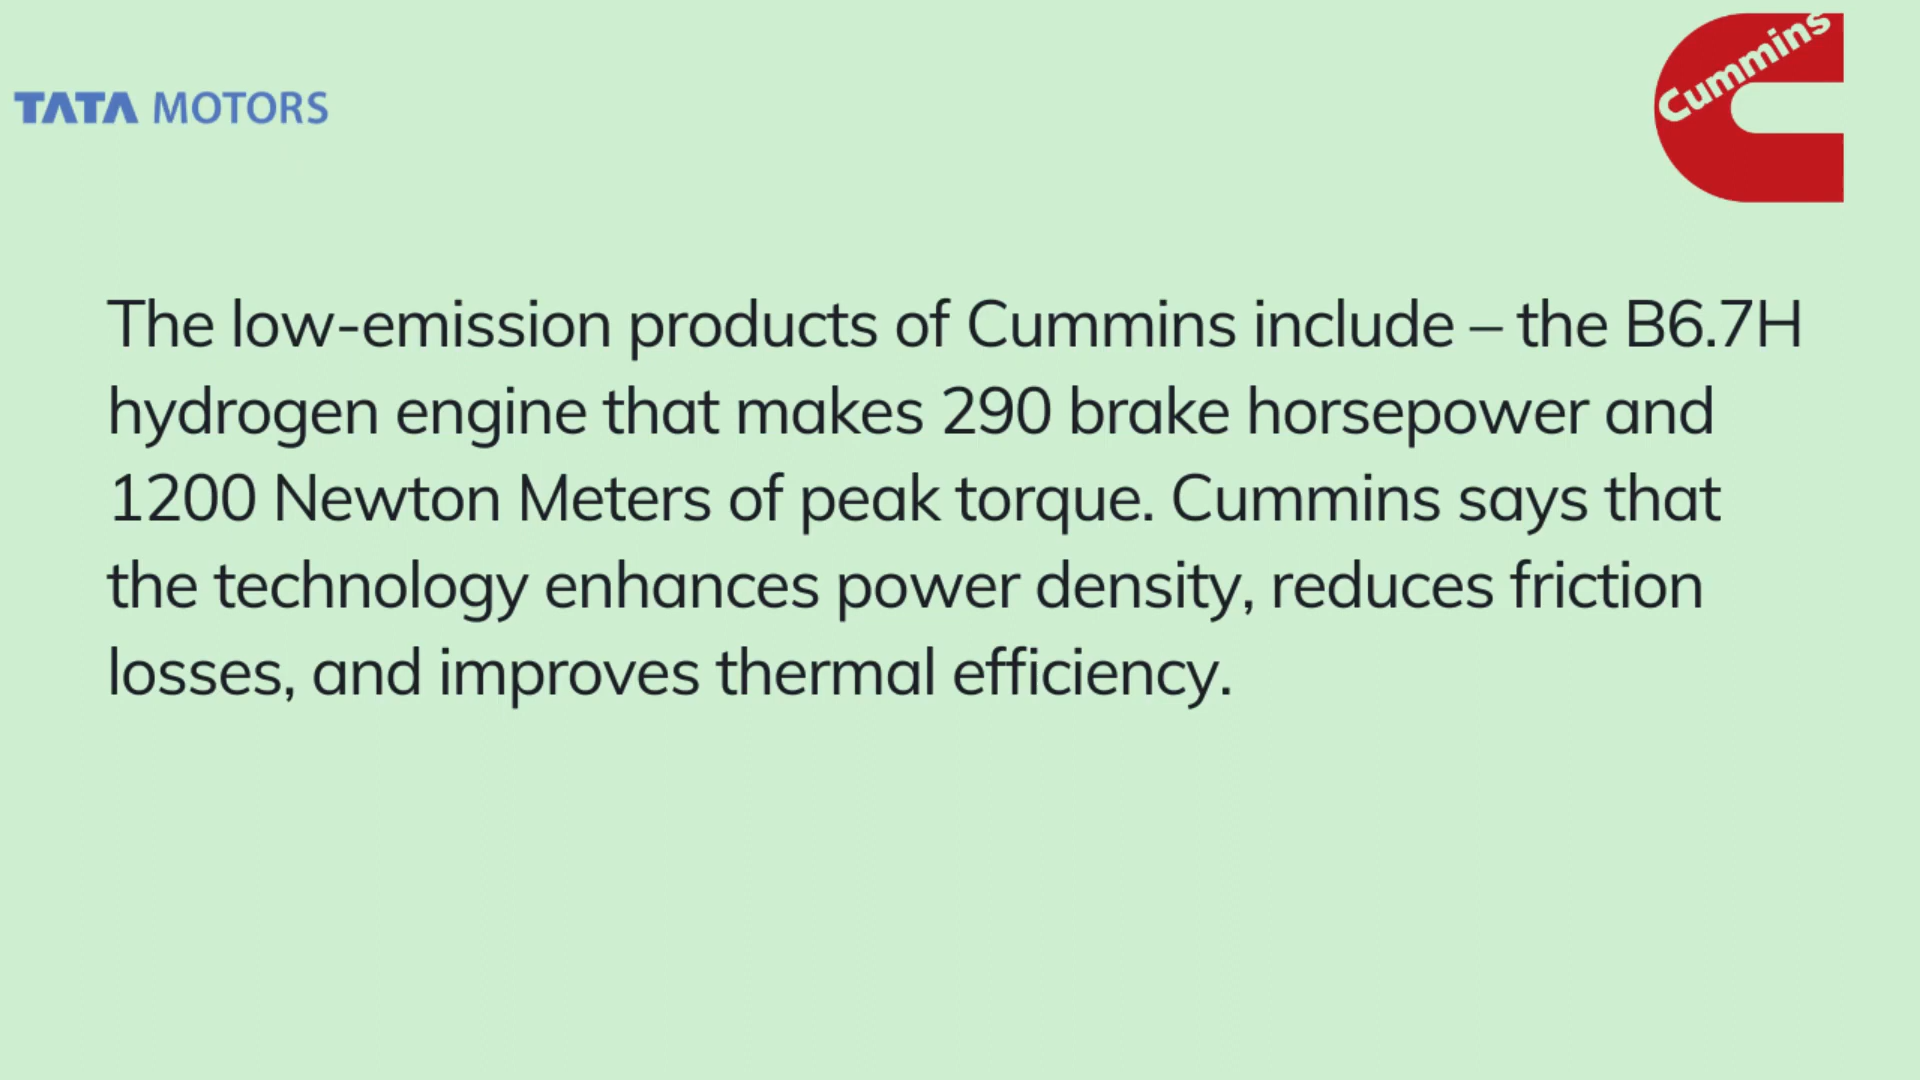 TATA MOTORS
Cummins
The low-emission products of Cummins include – the B6.7H
hydrogen engine that makes 290 brake horsepower and
1200 Newton Meters of peak torque. Cummins says that
the technology enhances power density, reduces friction
losses, and improves thermal efficiency.